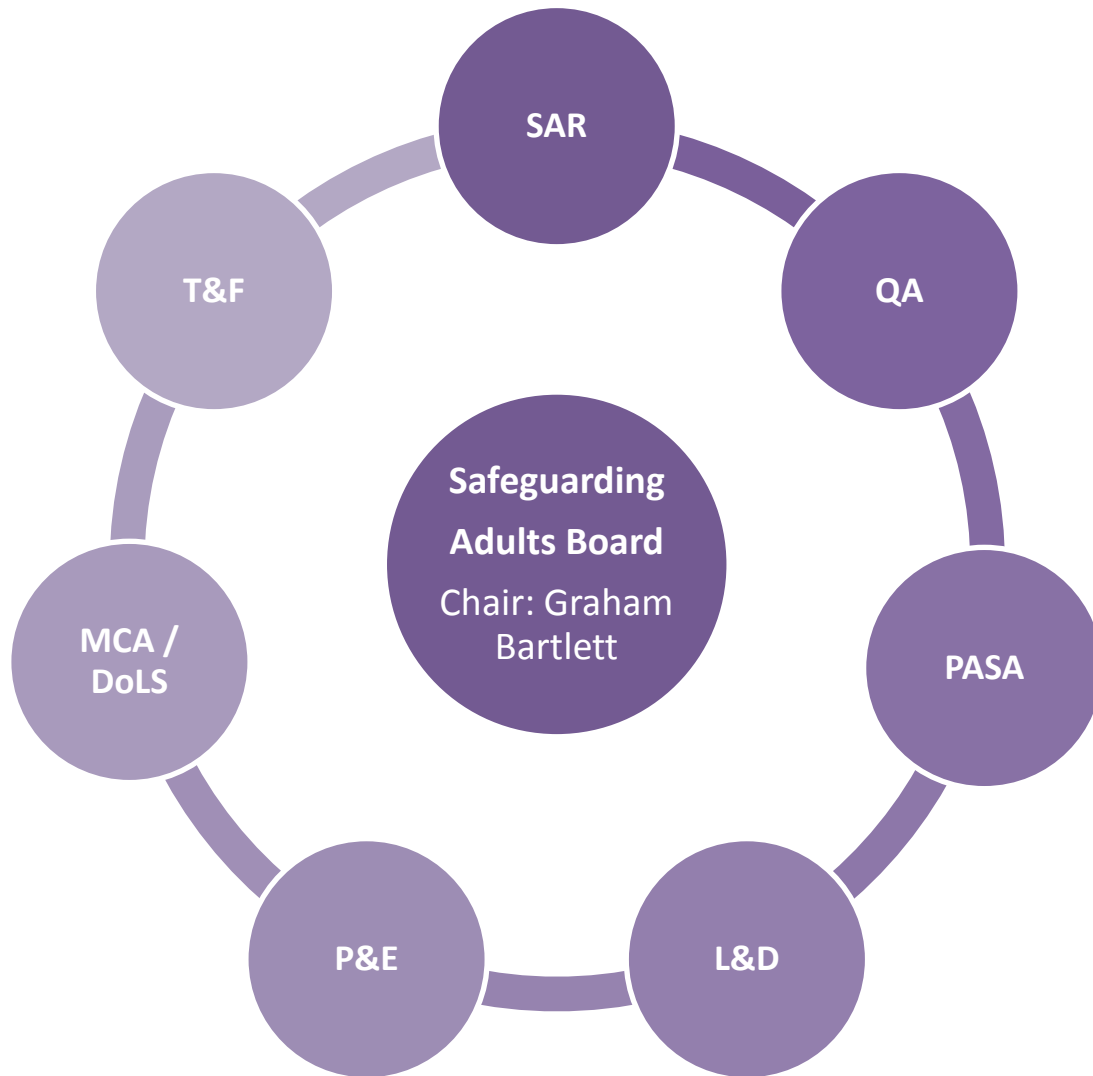 SAR
QA
PASA
L&D
P&E
MCA /
DoLS
T&F
Safeguarding
Adults Board
Chair: Graham
Bartlett